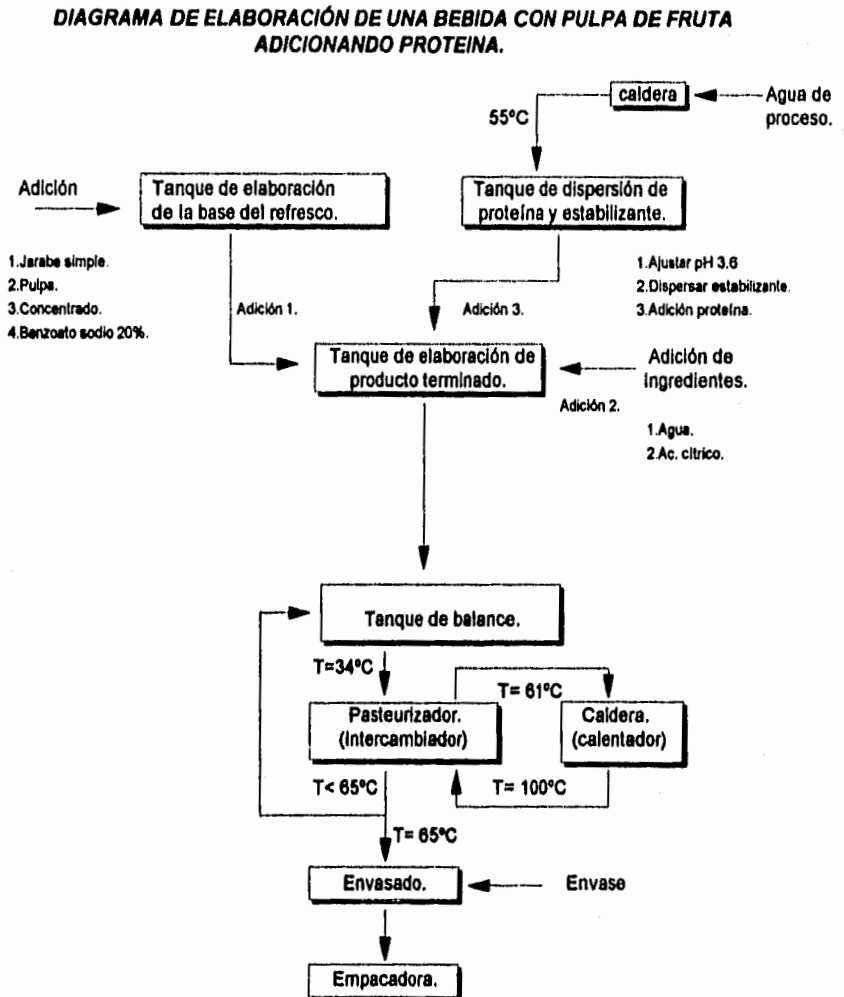 DIAGRAMA DE ELABORACIÓN DE UNA BEBIDA CON PULPA DE FRUTA
ADICIONANDO PROTEINA.
caldera
Agua de
proceso.
55ºC
Adición
Tanque de elaboración
de la base del refresco.
Tanque de dispersión de
proteína y estabilizante.
1.Jarabe simple.
2.Pulpa.
3.Concentrado.
4.Benzoato sodio 20%.
Adición 1.
Adición 3.
1.Ajustar pH 3.6
2.Dispersar estabilizante.
3.Adición proteína.
Tanque de elaboración de
producto terminado.
Adición de
ingredientes.
Adición 2.
1.Agua.
2.Ac. cítrico.
Tanque de balance.
T=34ºC
T= 61ºC
Pasteurizador.
(intercambiador)
Caldera.
(calentador)
T< 65ºC
T= 100ºC
T= 65ºC
Envasado.
Envase
Empacadora.